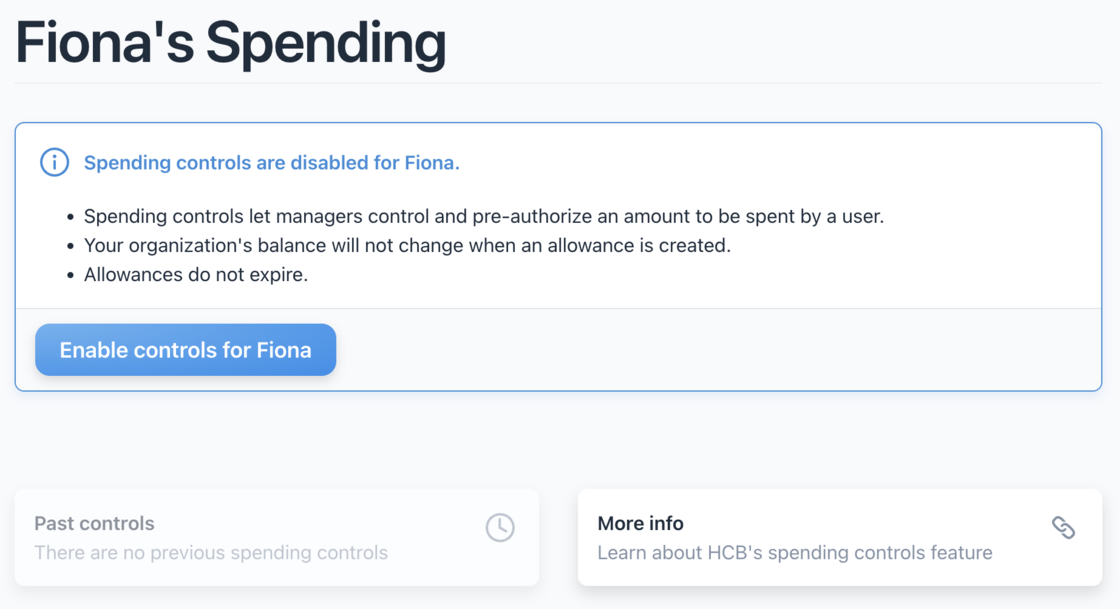 Fiona's Spending
Spending controls are disabled for Fiona.
• Spending controls let managers control and pre-authorize an amount to be spent by a user.
• Your organization's balance will not change when an allowance is created.
• Allowances do not expire.
Enable controls for Fiona
Past controls
There are no previous spending controls
More info
Learn about HCB's spending controls feature